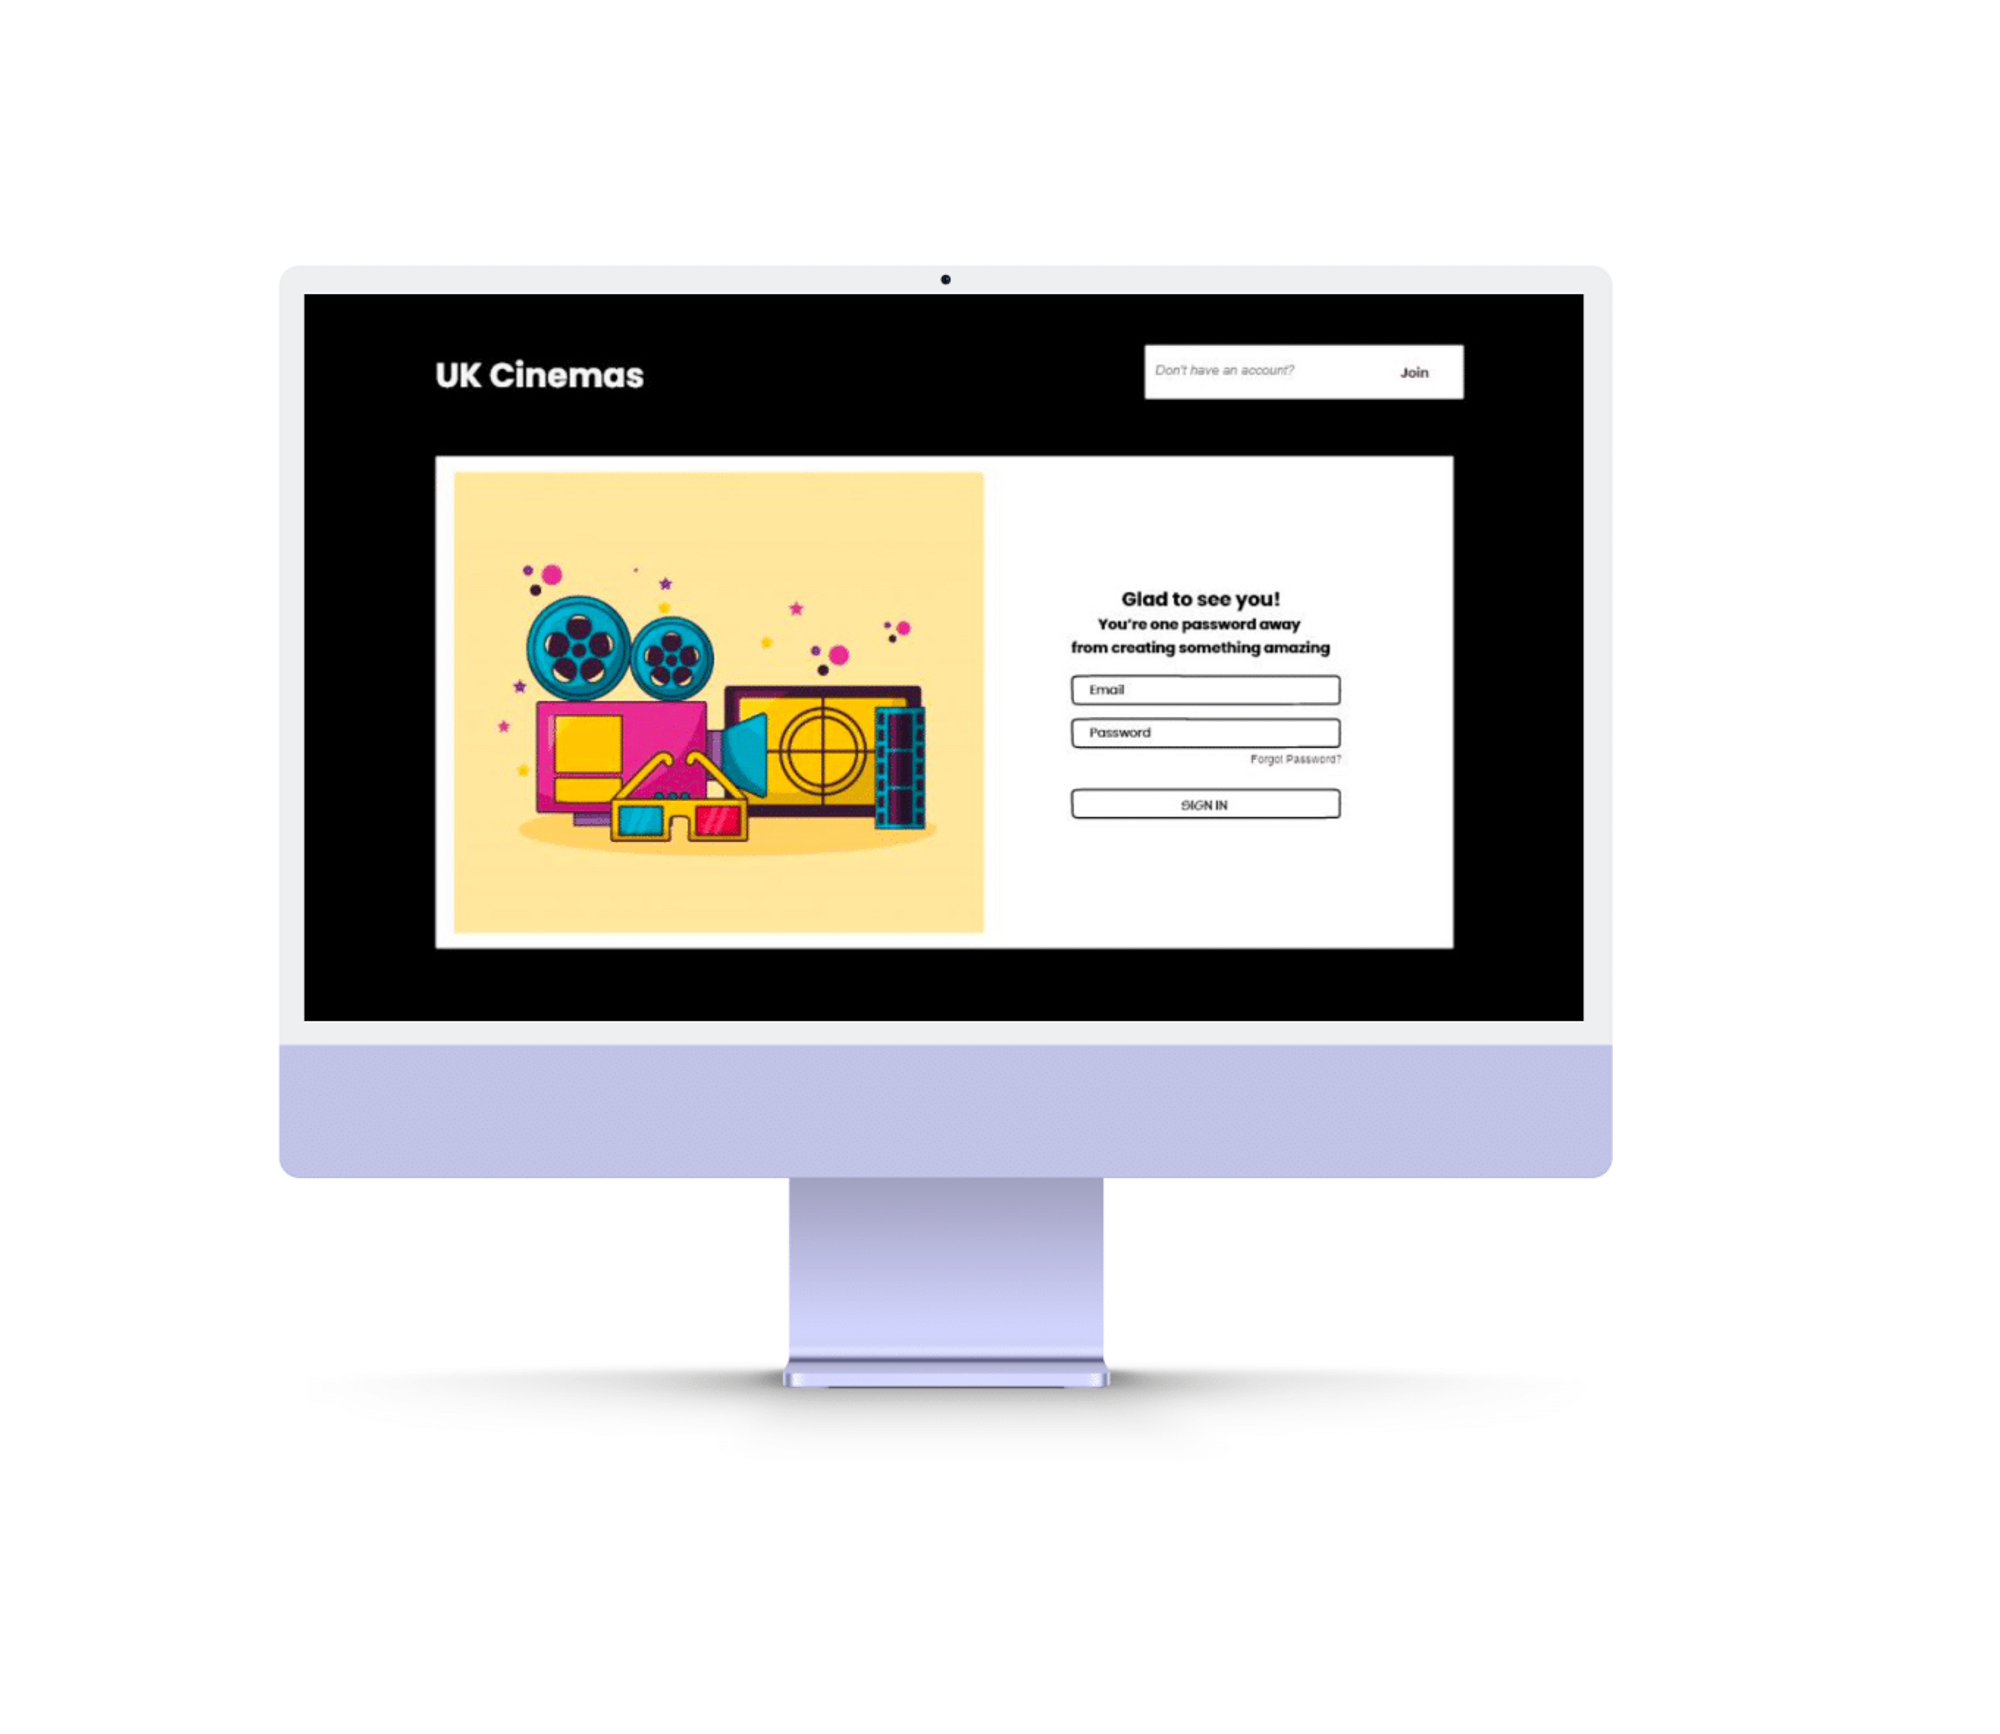 UK Cinemas
Don't have an account?
Join
Glad to see you!
You're one password away
from creating something amazing
Email
Password
Forgot Password?
SIGN IN